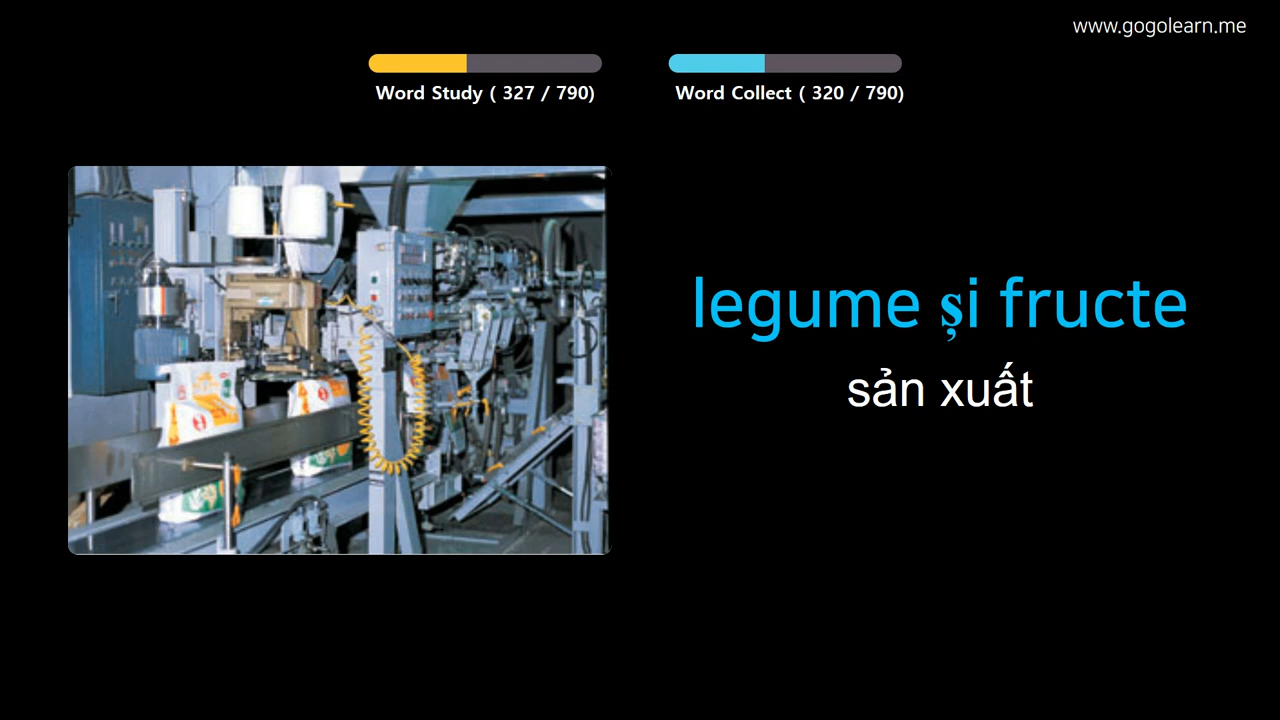 www.gogolearn.me
Word Study ( 327 / 790)
Word Collect ( 320 / 790)
legume și fructe
sản xuất